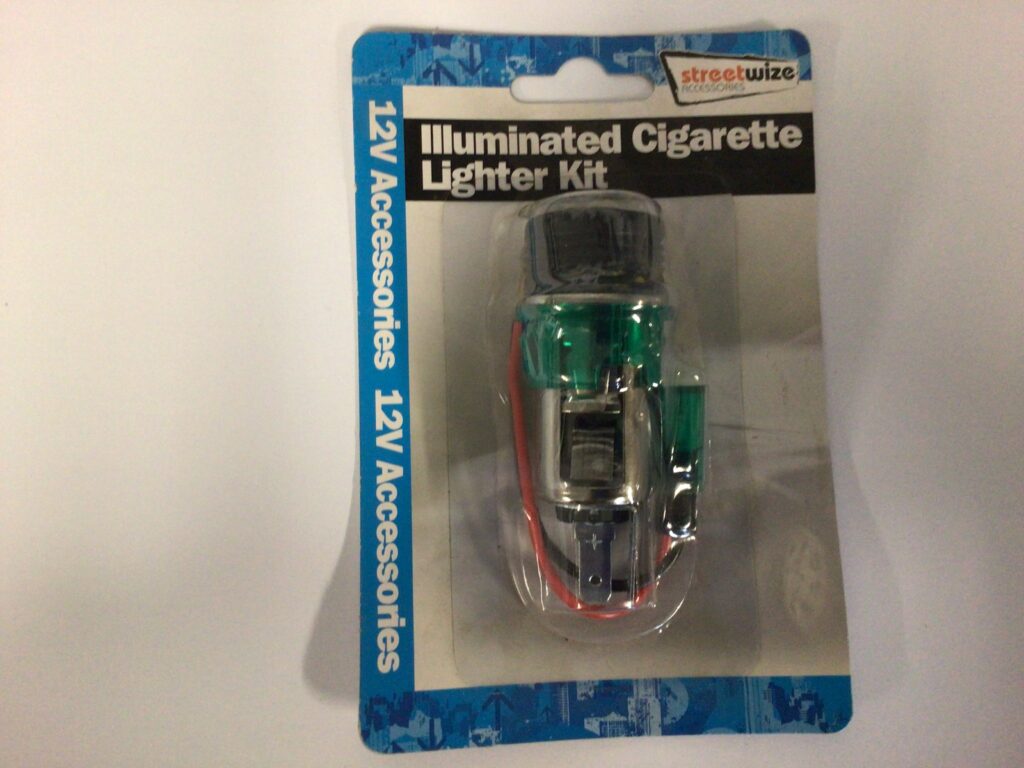 streetwize
ACCESSORIES
Illuminated Cigarette
Lighter Kit
12V Accessories 12V Accessories
+